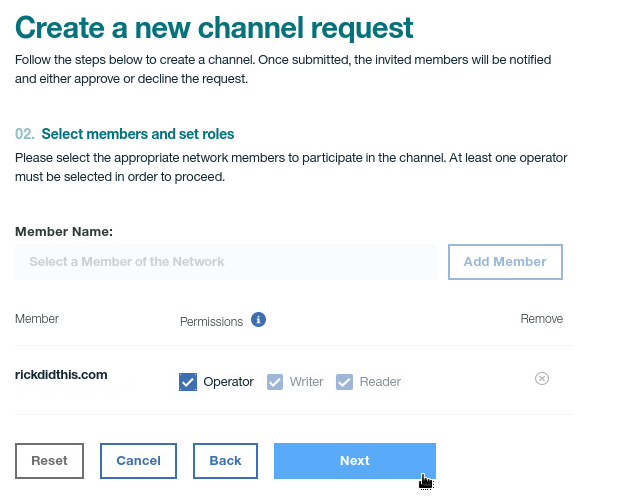 Create a new channel request
Follow the steps below to create a channel. Once submitted, the invited members will be notified
and either approve or decline the request.
02. Select members and set roles
Please select the appropriate network members to participate in the channel. At least one operator
must be selected in order to proceed.
Member Name:
Select a Member of the Network
Add Member
Member Permissions i Remove
rickdidthis.com Operator Writer Reader
Reset Cancel Back Next